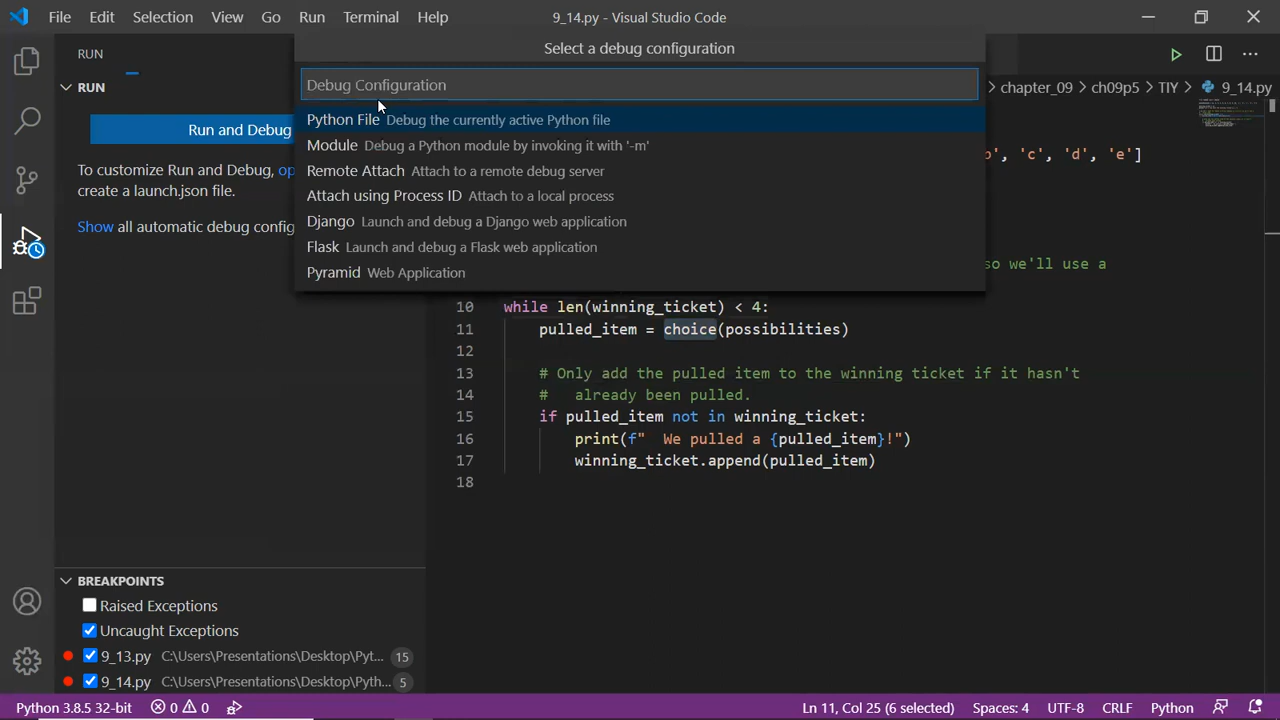 File Edit Selection View Go Run Terminal Help 9_14.py - Visual Studio Code
Select a debug configuration
Debug Configuration
Python File Debug the currently active Python file
Module Debug a Python module by invoking it with '-m'
Remote Attach Attach to a remote debug server
Attach using Process ID Attach to a local process
Django Launch and debug a Django web application
Flask Launch and debug a Flask web application
Pyramid Web Application
RUN
RUN
Run and Debug
To customize Run and Debug,
create a launch.json file.
Show all automatic debug config
chapter_09 ch09p5 TIY 9_14.py
'c', 'd', 'e']
so we'll use a
10 while len(winning_ticket) < 4:
11 pulled_item = choice(possibilities)
12
13 # Only add the pulled item to the winning ticket if it hasn't
14 # already been pulled.
15 if pulled_item not in winning_ticket:
16 print(f" We pulled a {pulled_item}!")
17 winning_ticket.append(pulled_item)
18
BREAKPOINTS
Raised Exceptions
Uncaught Exceptions
9_13.py C:\Users\Presentations\Desktop\Pyt... 15
9_14.py C:\Users\Presentations\Desktop\Pyth... 5
Python 3.8.5 32-bit 0 0 Ln 11, Col 25 (6 selected) Spaces: 4 UTF-8 CRLF Python